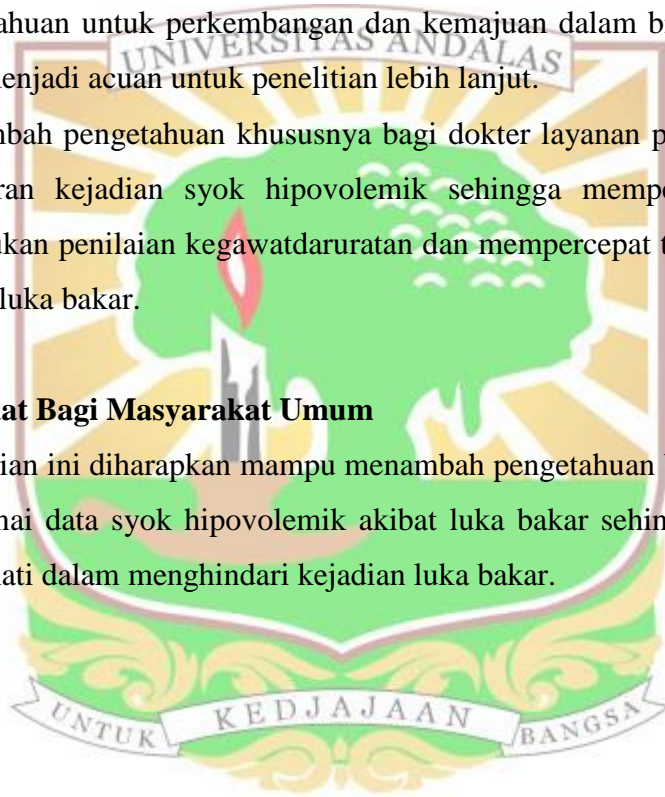 ahuan untuk perkembangan dan kemajuan dalam b
UNIVERSITAS ANDALAS
enjadi acuan untuk penelitian lebih lanjut.
bah pengetahuan khususnya bagi dokter layanan p
ran kejadian syok hipovolemik sehingga mempe
ukan penilaian kegawatdaruratan dan mempercepat t
luka bakar.
at Bagi Masyarakat Umum
ian ini diharapkan mampu menambah pengetahuan
nai data syok hipovolemik akibat luka bakar sehin
ati dalam menghindari kejadian luka bakar.
UNTUK KEDJAJAAN BANGSA